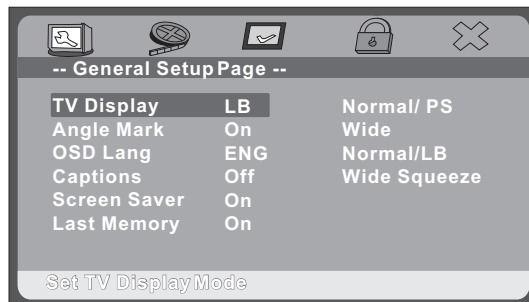 -- General Setup Page --
TV Display LB Normal/ PS
Angle Mark On Wide
OSD Lang ENG Normal/LB
Captions Off Wide Squeeze
Screen Saver On
Last Memory On
Set TV Display Mode